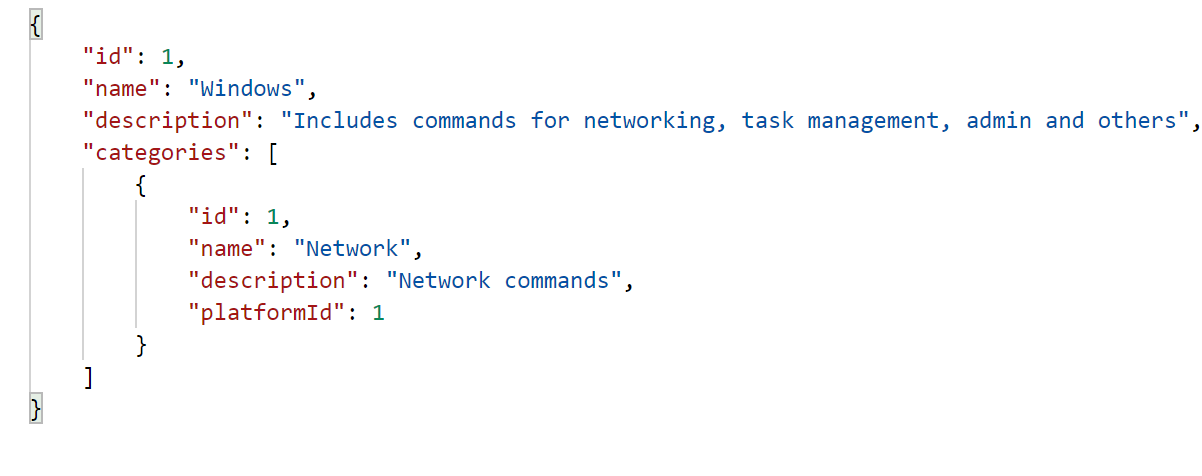 {
    "id": 1,
    "name": "Windows",
    "description": "Includes commands for networking, task management, admin and others",
    "categories": [
        {
            "id": 1,
            "name": "Network",
            "description": "Network commands",
            "platformId": 1
        }
    ]
}